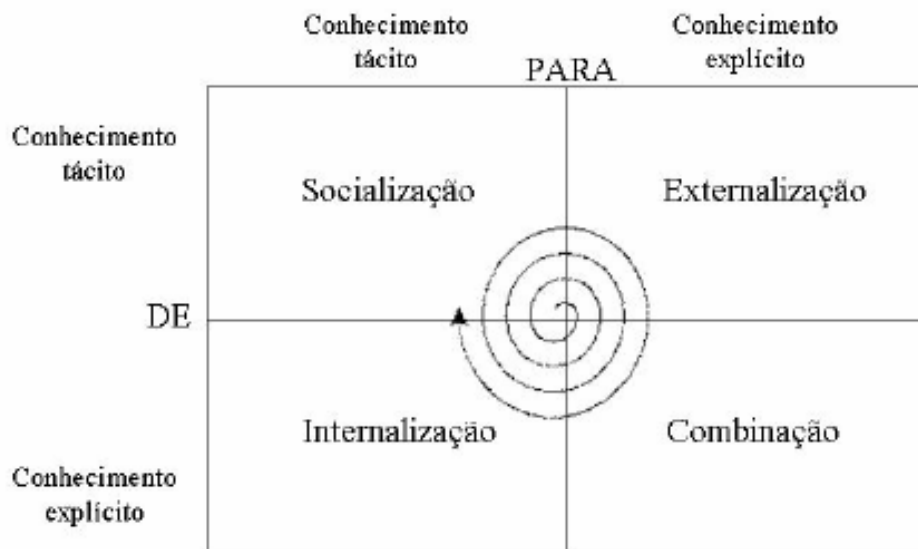 Conhecimento
tácito
Conhecimento
explícito
PARA
Conhecimento
tácito
Socialização
Externalização
DE
Internalização
Combinação
Conhecimento
explícito